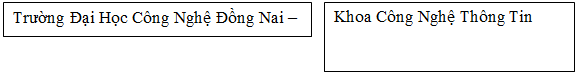 Trường Đại Học Công Nghệ Đồng Nai –
Khoa Công Nghệ Thông Tin